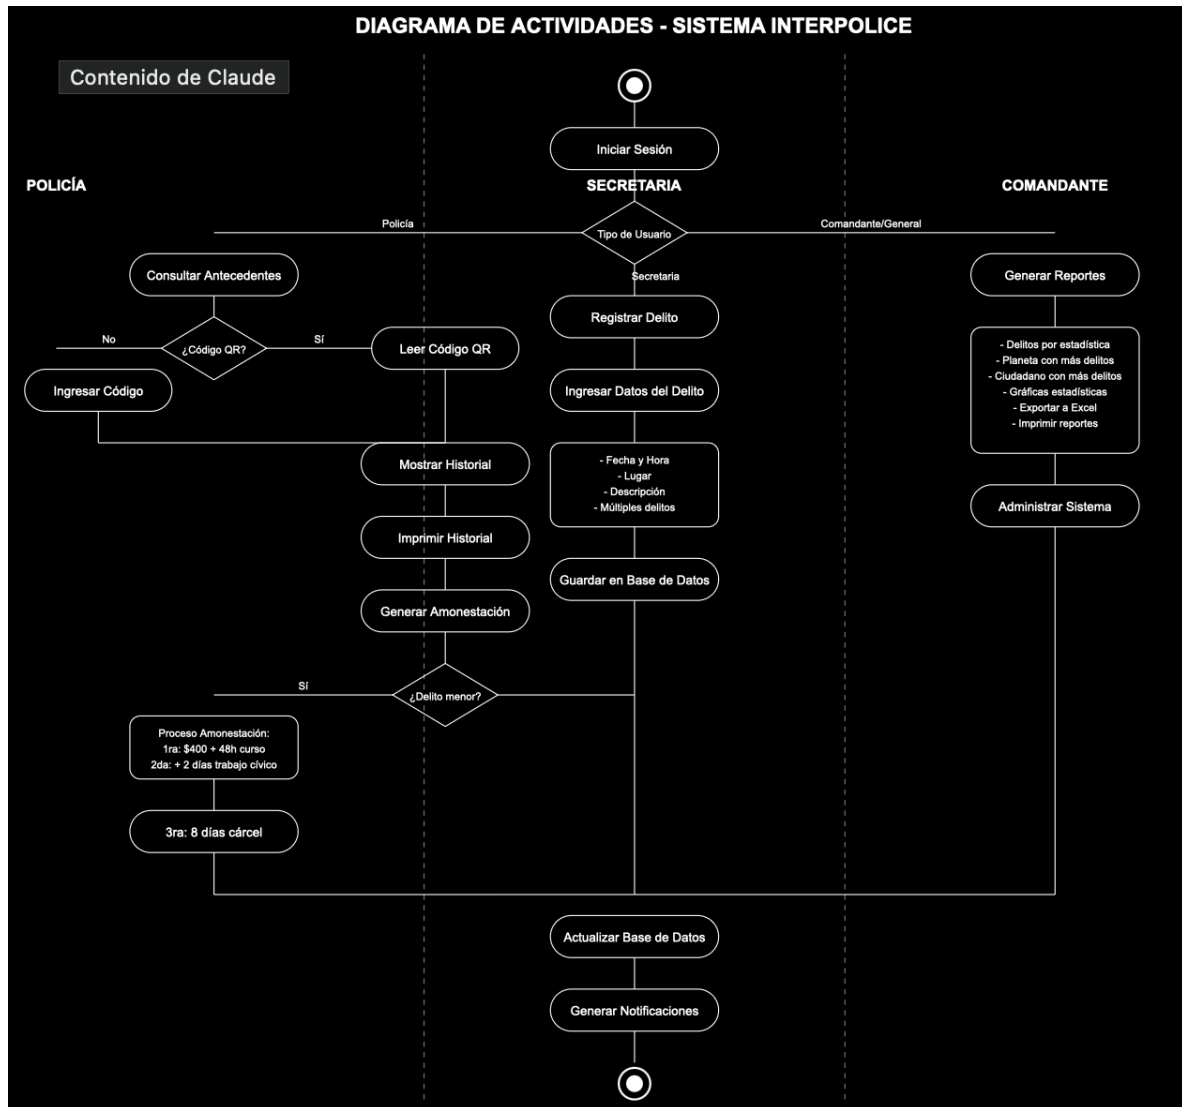 DIAGRAMA DE ACTIVIDADES - SISTEMA INTERPOLICE
Contenido de Claude
Iniciar Sesión
POLICÍA
SECRETARIA
COMANDANTE
Policía
Tipo de Usuario
Comandante/General
Secretaria
Consultar Antecedentes
Generar Reportes
Registrar Delito
No
¿Código QR?
Sí
Leer Código QR
- Delitos por estadística
- Planeta con más delitos
- Ciudadano con más delitos
- Gráficas estadísticas
- Exportar a Excel
- Imprimir reportes
Ingresar Código
Ingresar Datos del Delito
Mostrar Historial
- Fecha y Hora
- Lugar
- Descripción
- Múltiples delitos
Administrar Sistema
Imprimir Historial
Guardar en Base de Datos
Generar Amonestación
Sí
¿Delito menor?
Proceso Amonestación:
1ra: $400 + 48h curso
2da: + 2 días trabajo cívico
3ra: 8 días cárcel
Actualizar Base de Datos
Generar Notificaciones